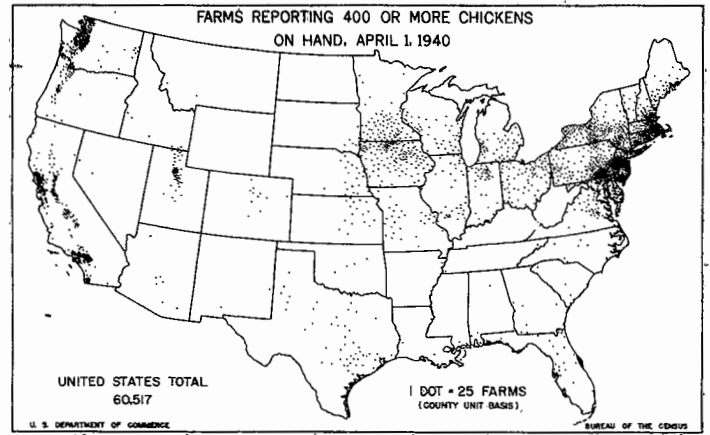 FARMS REPORTING 400 OR MORE CHICKENS
ON HAND, APRIL 1, 1940
UNITED STATES TOTAL
60,517
1 DOT = 25 FARMS
(COUNTY UNIT BASIS)
U. S. DEPARTMENT OF COMMERCE
BUREAU OF THE CENSUS